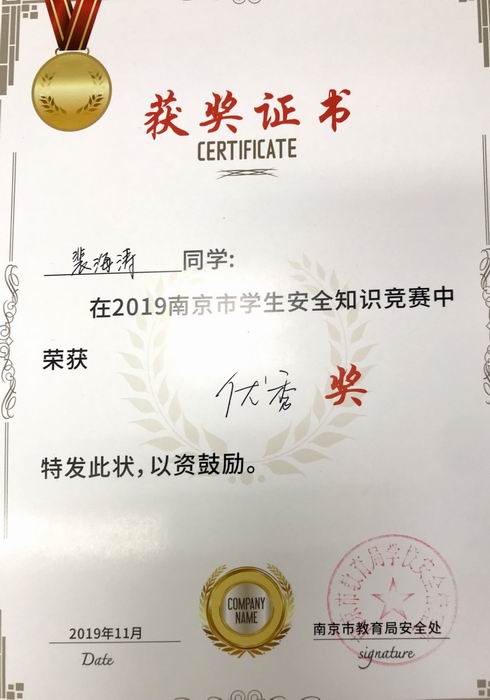 获奖证书
CERTIFICATE
裴海涛 同学:
在2019南京市学生安全知识竞赛中
荣获
优秀 奖
特发此状,以资鼓励。
COMPANY
NAME
2019年11月
Date
南京市教育局安全处
signature